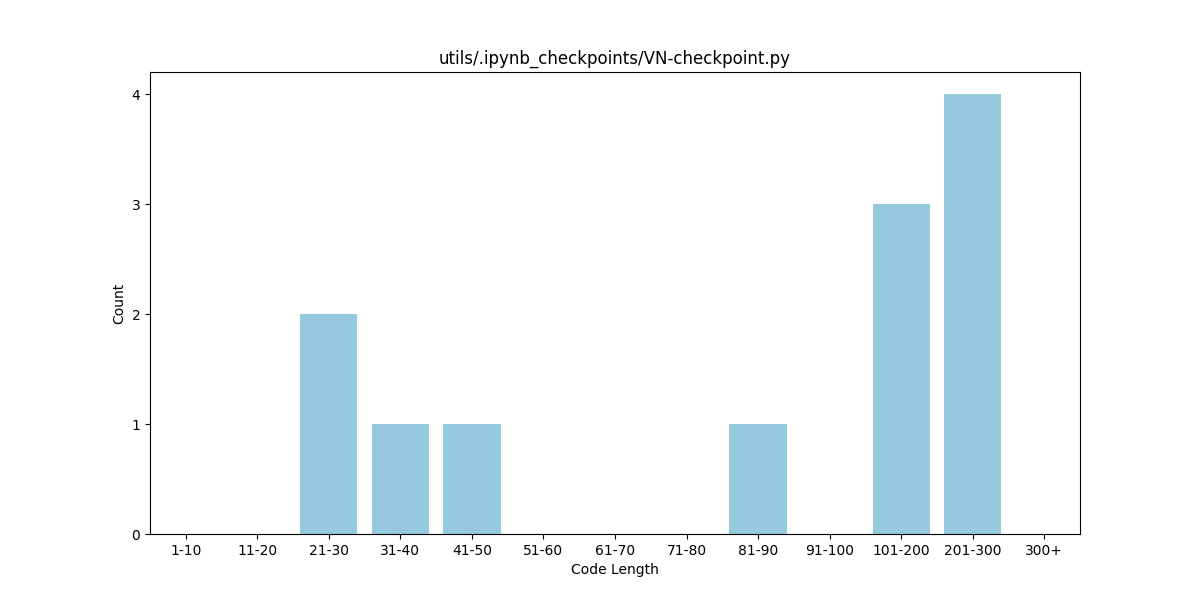 utils/.ipynb_checkpoints/VN-checkpoint.py
4
3
2
1
0
Count
1-10 11-20 21-30 31-40 41-50 51-60 61-70 71-80 81-90 91-100 101-200 201-300 300+
Code Length